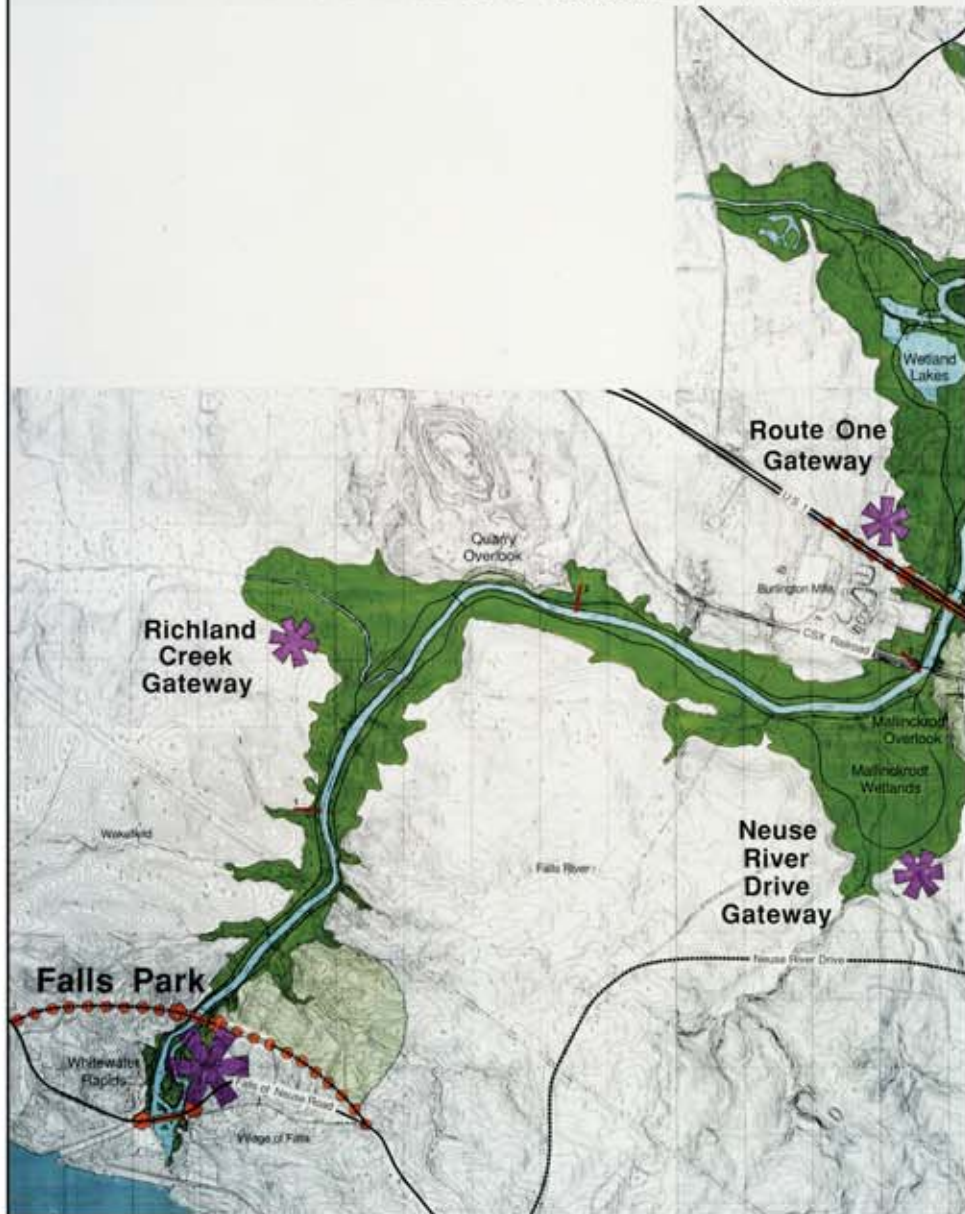 Wetland
Lakes
Route One
Gateway
US 1
Quarry
Overlook
Burlington Mills
CSX Railroad
Richland
Creek
Gateway
Mallinckrodt
Overlook
Mallinckrodt
Wetlands
Wakefield
Neuse
River
Drive
Gateway
Falls River
Neuse River Drive
Falls Park
Whitewater
Rapids
Falls of Neuse Road
Village of Falls